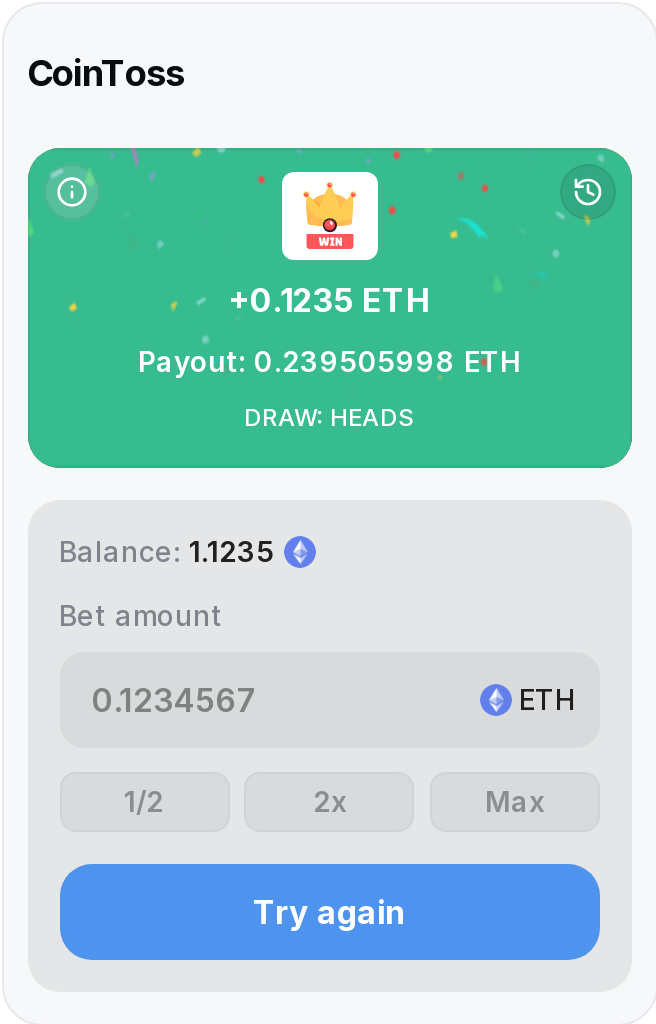 CoinToss
WIN
+0.1235 ETH
Payout: 0.239505998 ETH
DRAW: HEADS
Balance: 1.1235
Bet amount
0.1234567 ETH
1/2 2x Max
Try again